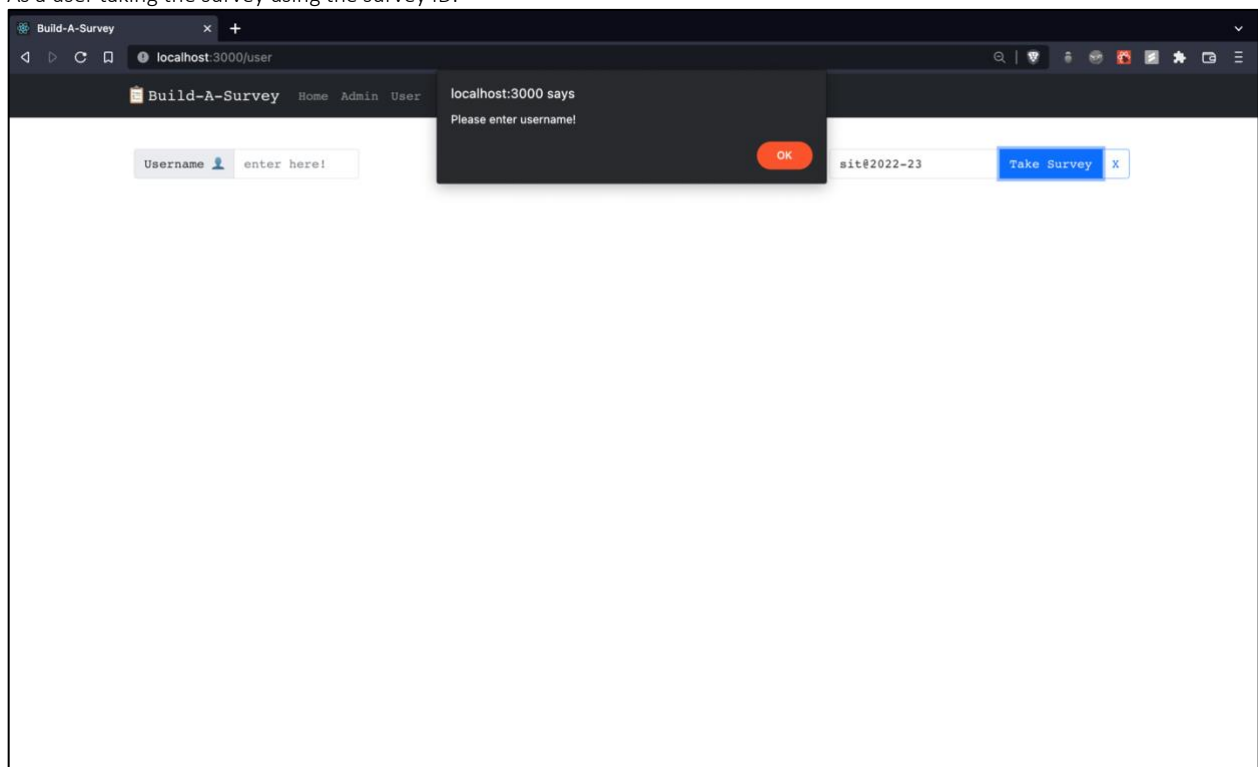 As a user taking the survey using the survey ID.
Build-A-Survey
localhost:3000/user
Build-A-Survey Home Admin User
localhost:3000 says
Please enter username!
OK
Username enter here! sit@2022-23 Take Survey X